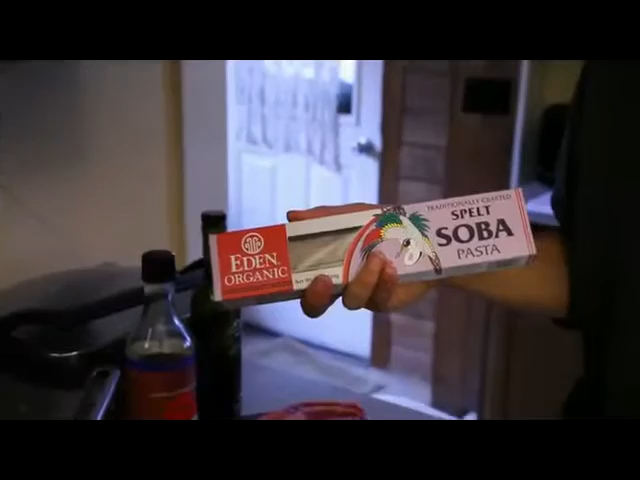 EDEN
ORGANIC
TRADITIONALLY CRAFTED
SPELT
SOBA
PASTA